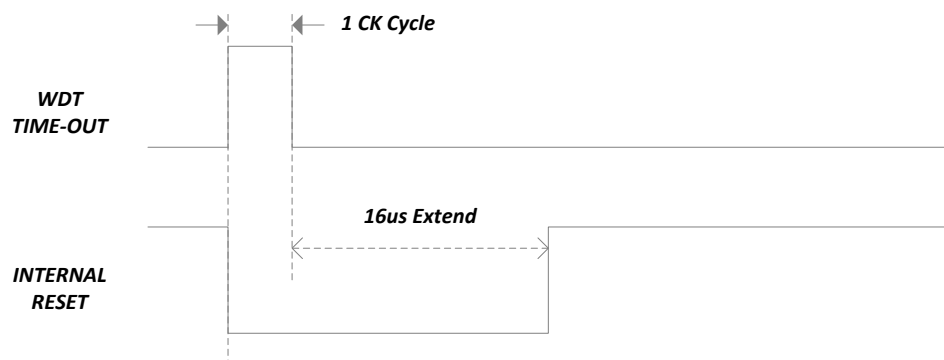 1 CK Cycle
WDT
TIME-OUT
16us Extend
INTERNAL
RESET